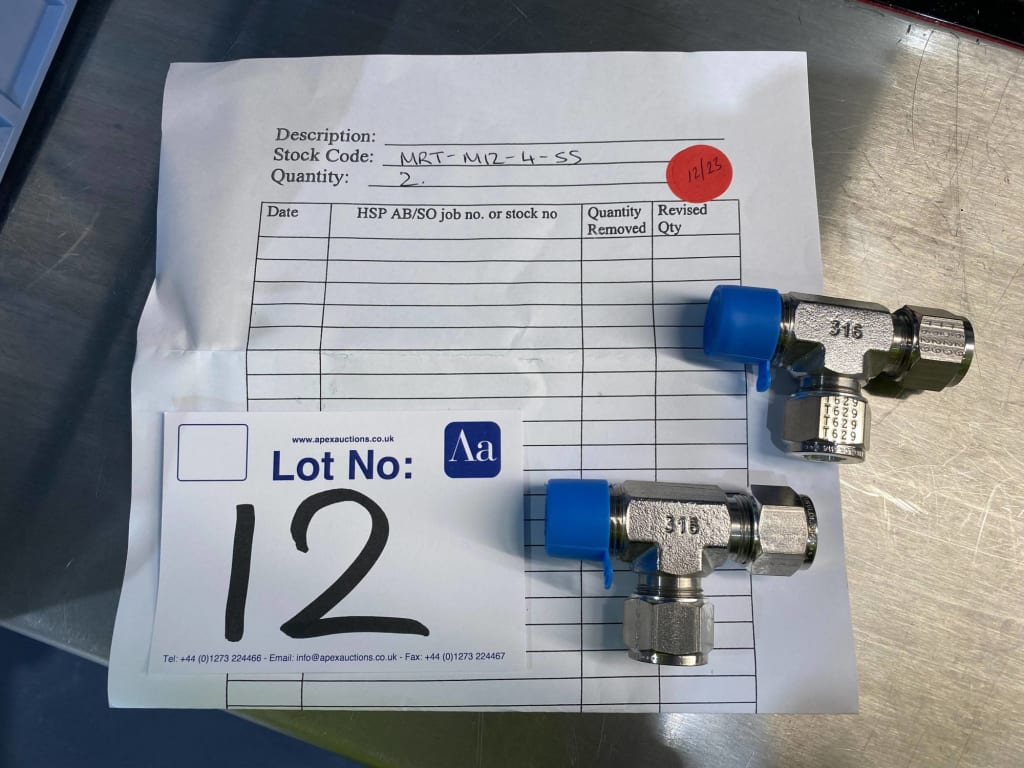 Description:
Stock Code: MRT-M12-4-SS
Quantity: 2.
12/23
Date HSP AB/SO job no. or stock no Quantity Removed Revised Qty
www.apexauctions.co.uk
Lot No:
Aa
12
Tel: +44 (0)1273 224466 - Email: info@apexauctions.co.uk - Fax: +44 (0)1273 224467
316
T629
T629
T629
T629
316